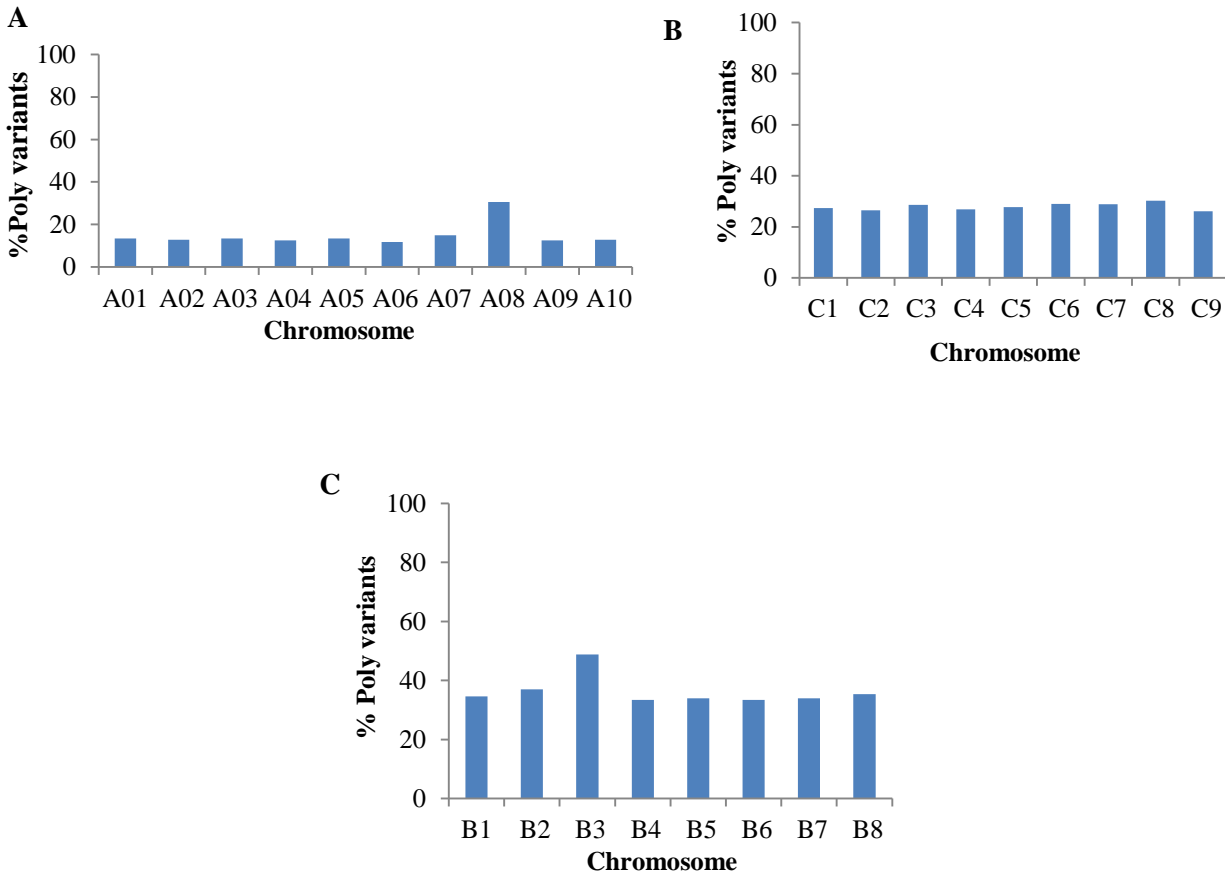 A
%Poly variants
100
80
60
40
20
0
A01 A02 A03 A04 A05 A06 A07 A08 A09 A10
Chromosome
B
% Poly variants
100
80
60
40
20
0
C1 C2 C3 C4 C5 C6 C7 C8 C9
Chromosome
C
% Poly variants
100
80
60
40
20
0
B1 B2 B3 B4 B5 B6 B7 B8
Chromosome